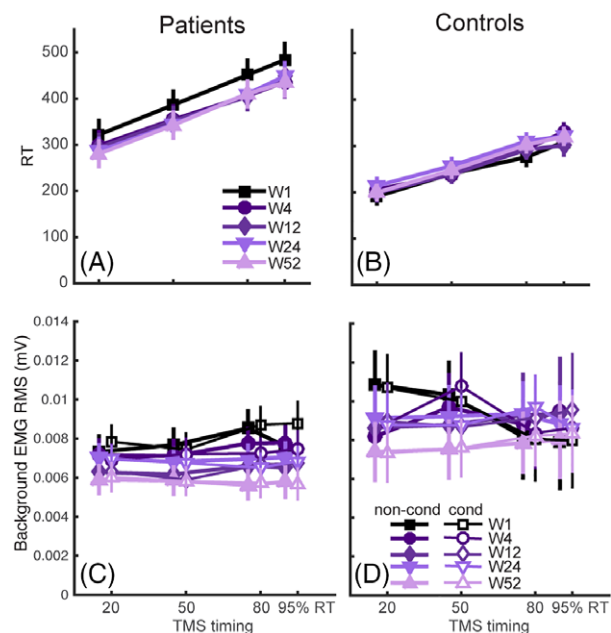 Patients
Controls
500
400
300
200
100
0
RT
W1
W4
W12
W24
W52
(A)
(B)
0.014
0.012
0.010
0.008
0.006
0.004
0.002
0
Background EMG RMS (mV)
non-cond cond
W1
W4
W12
W24
W52
(C)
(D)
20 50 80 95% RT
TMS timing
20 50 80 95% RT
TMS timing